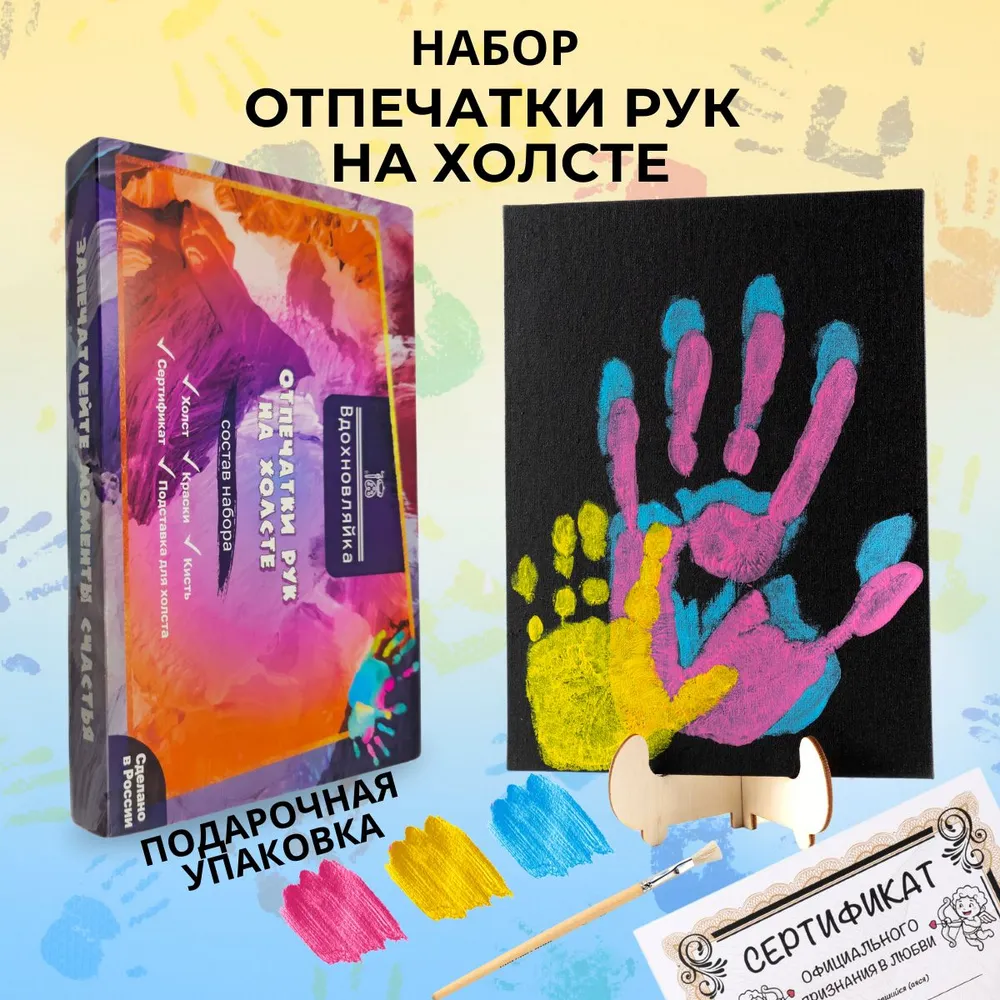 НАБОР
ОТПЕЧАТКИ РУК
НА ХОЛСТЕ
ЗАПЕЧАТЛЕЙТЕ МОМЕНТЫ СЧАСТЬЯ
Вдохновляйка
ОТПЕЧАТКИ РУК
НА ХОЛСТЕ
состав набора
✓ Холст ✓ Краски ✓ Кисть
✓ Сертификат ✓ Подставка для холста
Сделано
в России
ПОДАРОЧНАЯ
УПАКОВКА
СЕРТИФИКАТ
ОФИЦИАЛЬНОГО
ПРИЗНАНИЯ В ЛЮБВИ
(аяся)